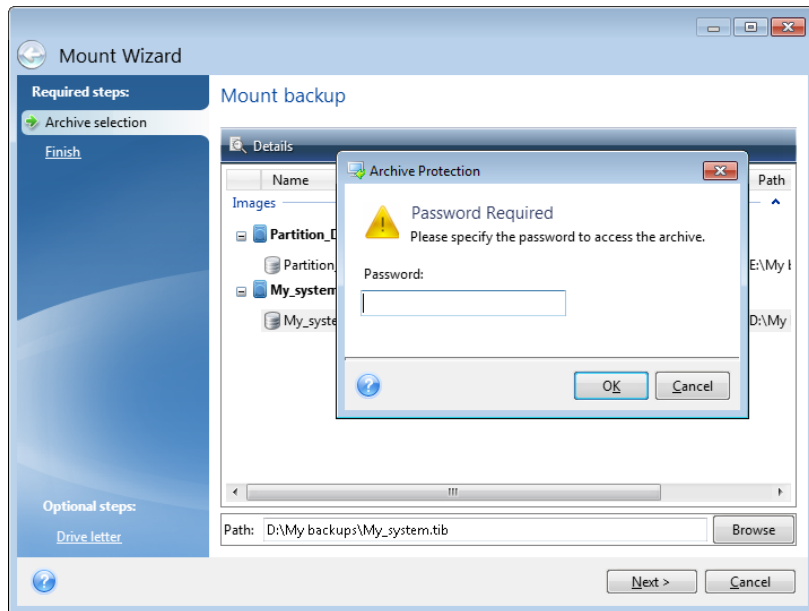 Mount Wizard
Required steps:
Archive selection
Finish
Optional steps:
Drive letter
Mount backup
Details
Name
Path
Images
Partition_
Partition
E:\My
My_system
My_syste
D:\My
Archive Protection
Password Required
Please specify the password to access the archive.
Password:
OK
Cancel
Path: D:\My backups\My_system.tib
Browse
Next >
Cancel